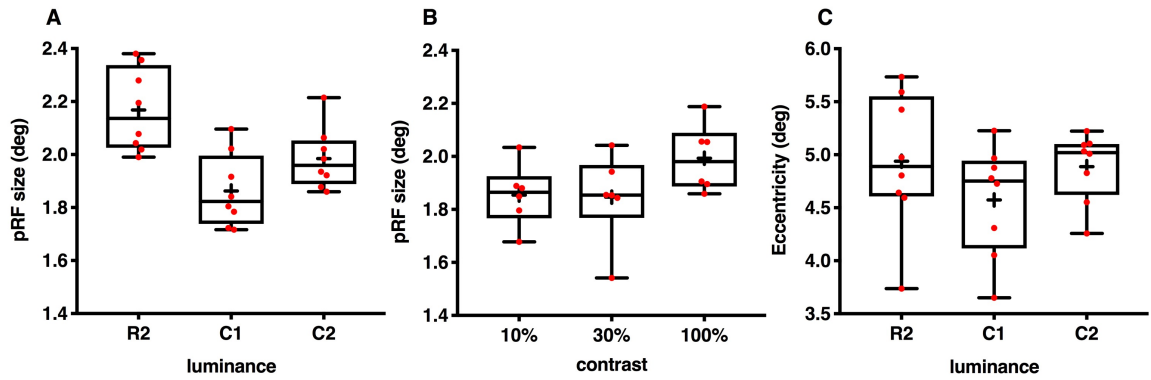 A
pRF size (deg)
2.4
2.2
2.0
1.8
1.6
1.4
R2 C1 C2
luminance
B
pRF size (deg)
2.4
2.2
2.0
1.8
1.6
1.4
10% 30% 100%
contrast
C
Eccentricity (deg)
6.0
5.5
5.0
4.5
4.0
3.5
R2 C1 C2
luminance